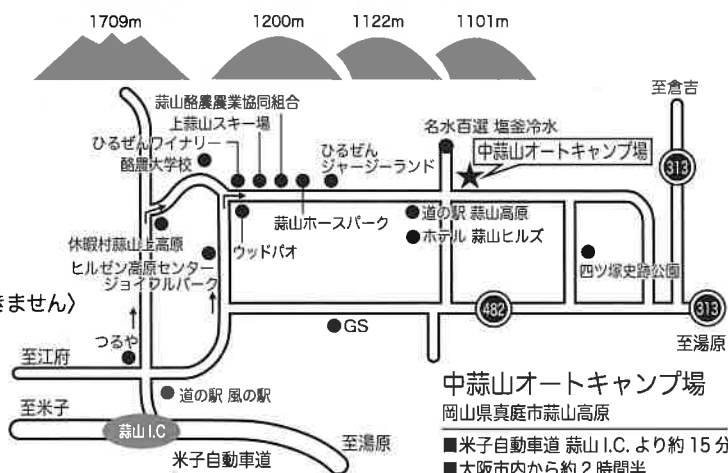 1709m
1200m
1122m
1101m
蒜山酪農農業協同組合
上蒜山スキー場
ひるぜんワイナリー
酪農大学校
ひるぜん
ジャージーランド
名水百選 塩釜冷水
中蒜山オートキャンプ場
至倉吉
313
蒜山ホースパーク
道の駅 蒜山高原
ホテル 蒜山ヒルズ
休暇村蒜山上高原
ウッドパオ
ヒルゼン高原センター
ジョイフルパーク
四ツ塚史跡公園
きません〉
つるや
GS
482
313
至湯原
至江府
道の駅 風の駅
至米子
蒜山I.C
至湯原
米子自動車道
中蒜山オートキャンプ場
岡山県真庭市蒜山高原
■米子自動車道 蒜山I.C.より約15分
■大阪市内から約2時間半